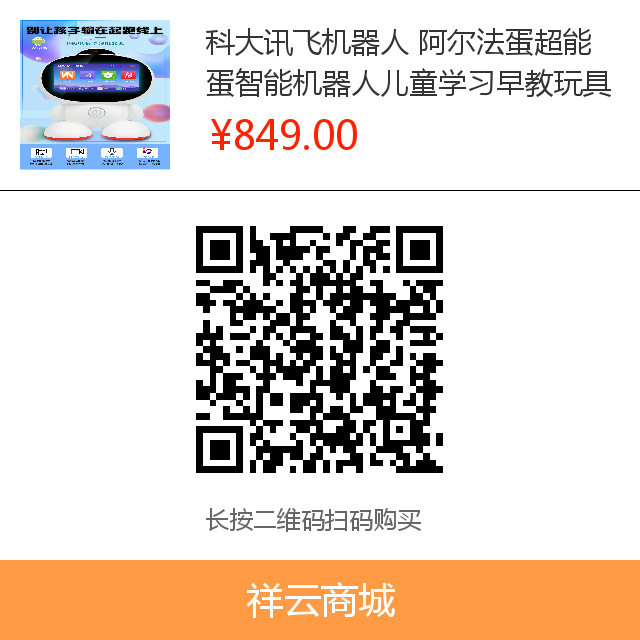 别让孩子输在起跑线上
科大讯飞机器人 阿尔法蛋超能
蛋智能机器人儿童学习早教玩具
¥849.00
长按二维码扫码购买
祥云商城